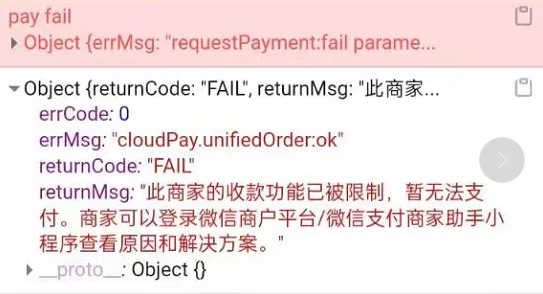 pay fail
Object {errMsg: "requestPayment:fail parame...
Object {returnCode: "FAIL", returnMsg: "此商家...
errCode: 0
errMsg: "cloudPay.unifiedOrder:ok"
returnCode: "FAIL"
returnMsg: "此商家的收款功能已被限制，暂无法支
付。商家可以登录微信商户平台/微信支付商家助手小
程序查看原因和解决方案。"
__proto__: Object {}